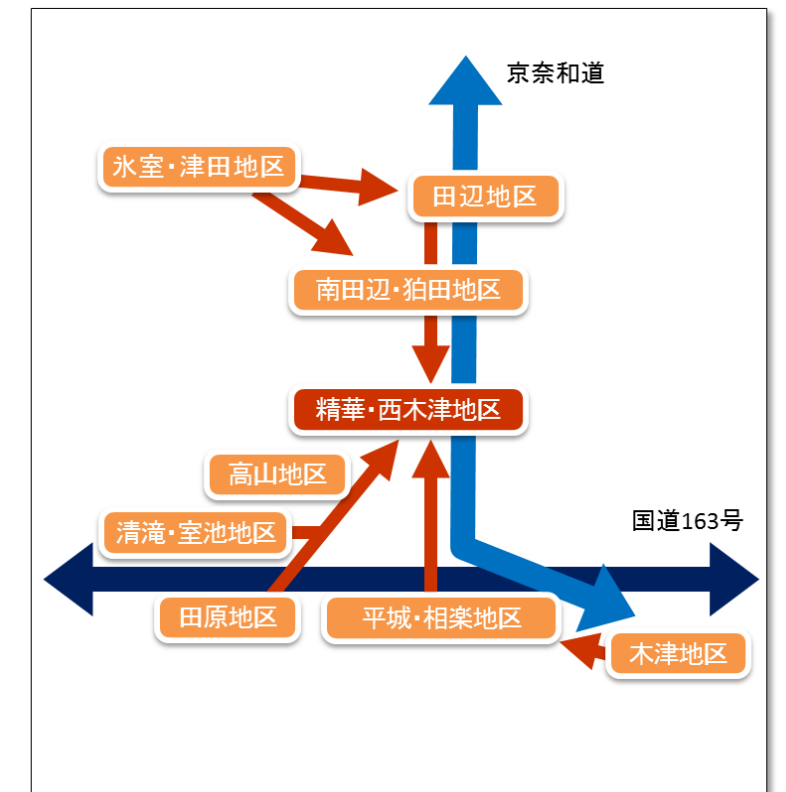 京奈和道
氷室・津田地区
田辺地区
南田辺・狛田地区
精華・西木津地区
高山地区
清滝・室池地区
国道163号
田原地区
平城・相楽地区
木津地区